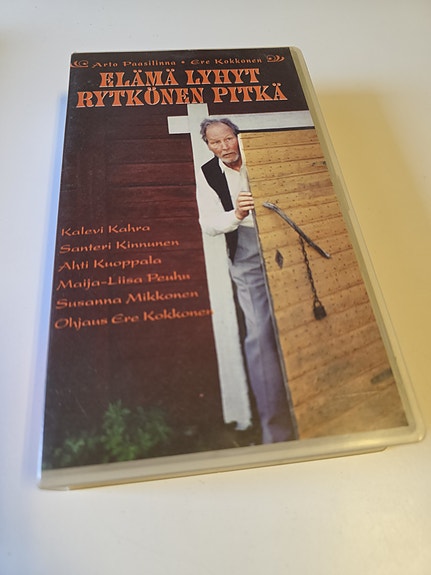 Arto Paasilinna • Ere Kokkonen
ELÄMÄ LYHYT
RYTKÖNEN PITKÄ
Kalevi Kahra
Santeri Kinnunen
Ahti Kuoppala
Maija-Liisa Peuhu
Susanna Mikkonen
Ohjaus Ere Kokkonen